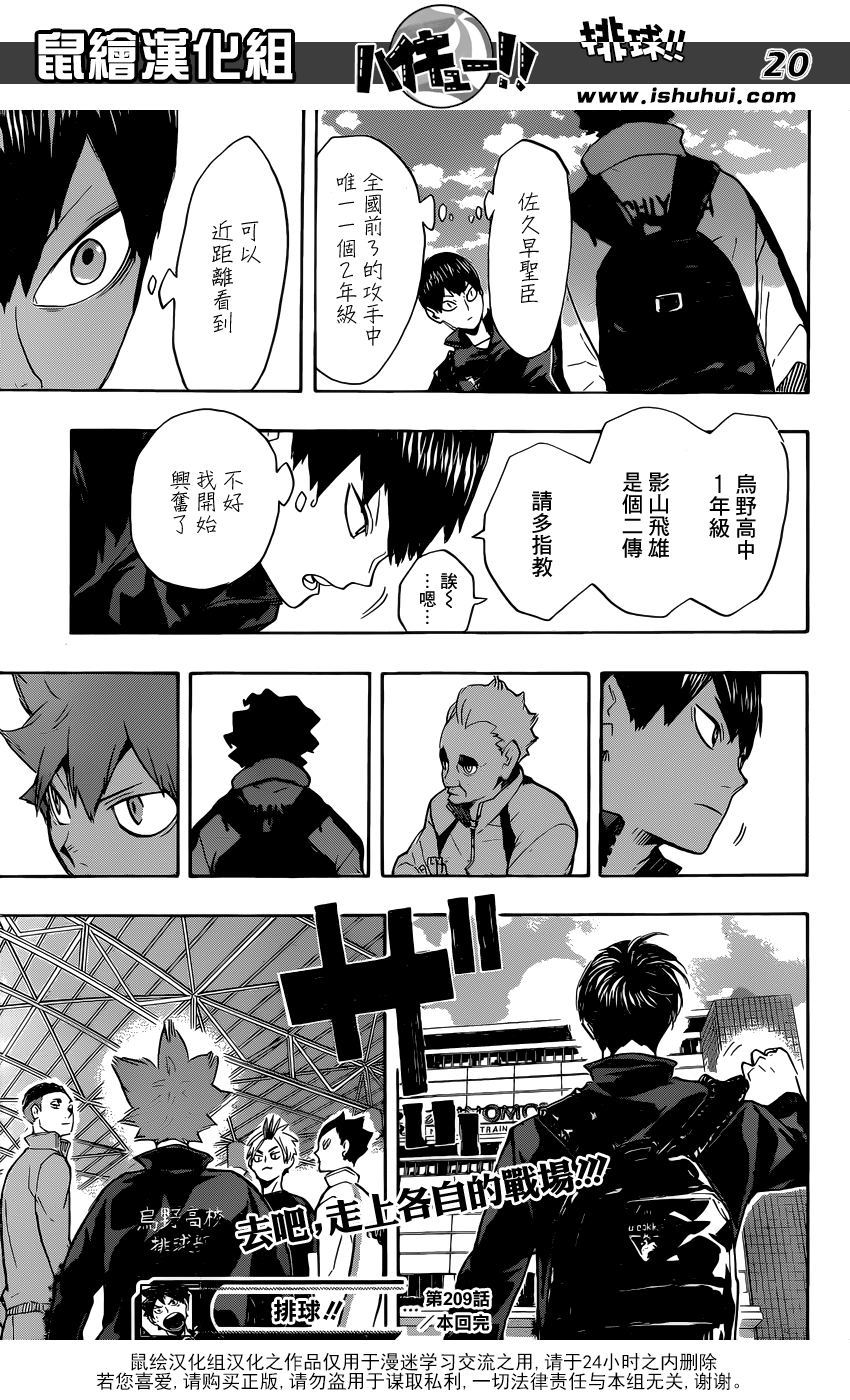 鼠繪漢化組
ハイキュー!!
排球!!
20
www.ishuhui.com
佐久早聖臣
全國前3的攻手中
唯一一個2年級
可以
近距離看到
烏野高中
1年級
影山飛雄
是個二傳
請多指教
誒~
…嗯…
不好
我開始
興奮了
ザッ
烏野高校
排球部
去吧,走上各自的戰場!!!
排球!!
第209話
/本回完
鼠绘汉化组汉化之作品仅用于漫迷学习交流之用, 请于24小时之内删除
若您喜爱, 请购买正版, 请勿盗用于谋取私利, 一切法律责任与本组无关, 谢谢。